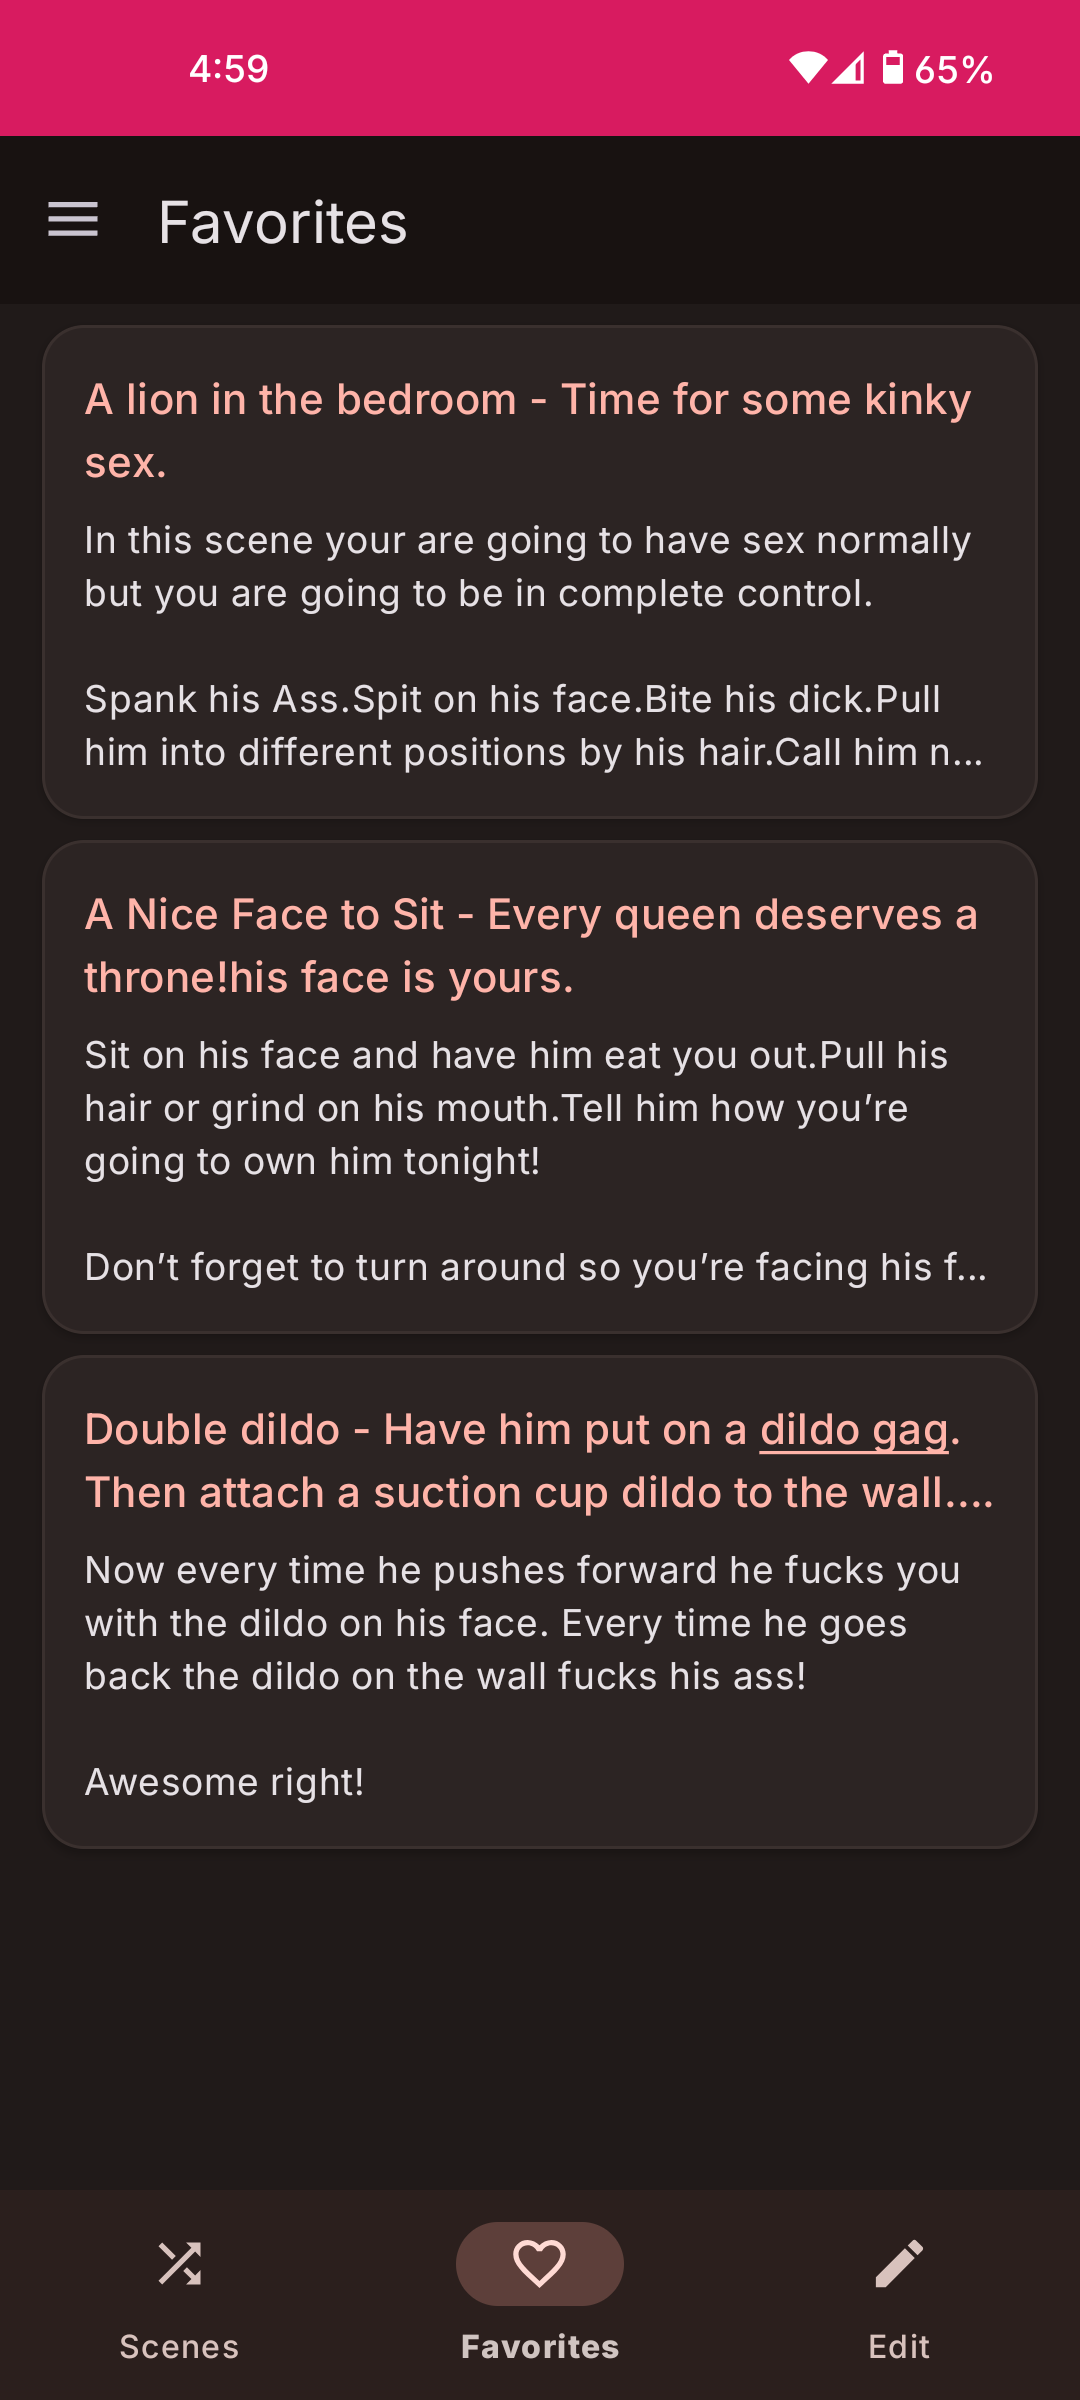 4:59
65%
Favorites
A lion in the bedroom - Time for some kinky
sex.
In this scene your are going to have sex normally
but you are going to be in complete control.
Spank his Ass.Spit on his face.Bite his dick.Pull
him into different positions by his hair.Call him n...
A Nice Face to Sit - Every queen deserves a
throne!his face is yours.
Sit on his face and have him eat you out.Pull his
hair or grind on his mouth.Tell him how you’re
going to own him tonight!
Don’t forget to turn around so you’re facing his f...
Double dildo - Have him put on a dildo gag.
Then attach a suction cup dildo to the wall....
Now every time he pushes forward he fucks you
with the dildo on his face. Every time he goes
back the dildo on the wall fucks his ass!
Awesome right!
Scenes
Favorites
Edit